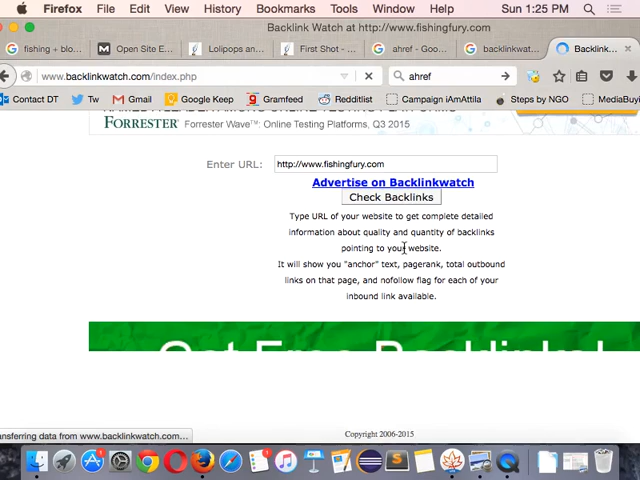 Firefox File Edit View History Bookmarks Tools Window Help Sun 1:25 PM
Backlink Watch at http://www.fishingfury.com
fishing + blo... Open Site E... Lolipops an... First Shot - ... ahref - Goo... backlinkwat... Backlink...
www.backlinkwatch.com/index.php ahref
Contact DT Tw Gmail Google Keep Gramfeed Redditlist Campaign iAmAttila Steps by NGO MediaBuyi
FORRESTER Forrester Wave™: Online Testing Platforms, Q3 2015
Enter URL: http://www.fishingfury.com
Advertise on Backlinkwatch
Check Backlinks
Type URL of your website to get complete detailed
information about quality and quantity of backlinks
pointing to your website.
It will show you "anchor" text, pagerank, total outbound
links on that page, and nofollow flag for each of your
inbound link available.
Get Free Backlinks!
ansferring data from www.backlinkwatch.com...
Copyright 2006-2015